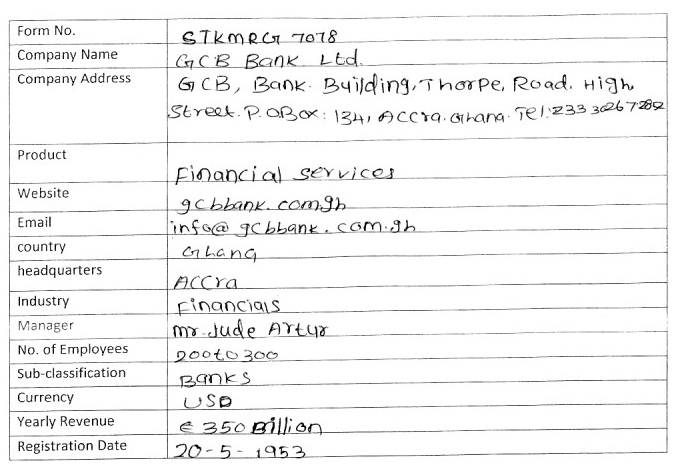 Form No. STKMRG 7078
Company Name GCB Bank Ltd.
Company Address GCB, Bank. Building, Thorpe, Road. High,
Street. P.OBox: 134, Accra. Ghana. Tel:233
Product Financial services
Website gcbbank.com.gh
Email info@gcbbank.com.gh
country Ghana
headquarters Accra
Industry Financials
Manager mr. Jude Artur
No. of Employees 200to300
Sub-classification Banks
Currency USD
Yearly Revenue € 350 Billion
Registration Date 20-5-1953